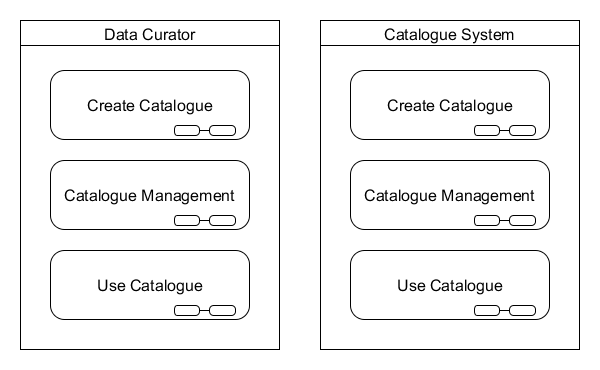 Data Curator
Create Catalogue
Catalogue Management
Use Catalogue
Catalogue System
Create Catalogue
Catalogue Management
Use Catalogue